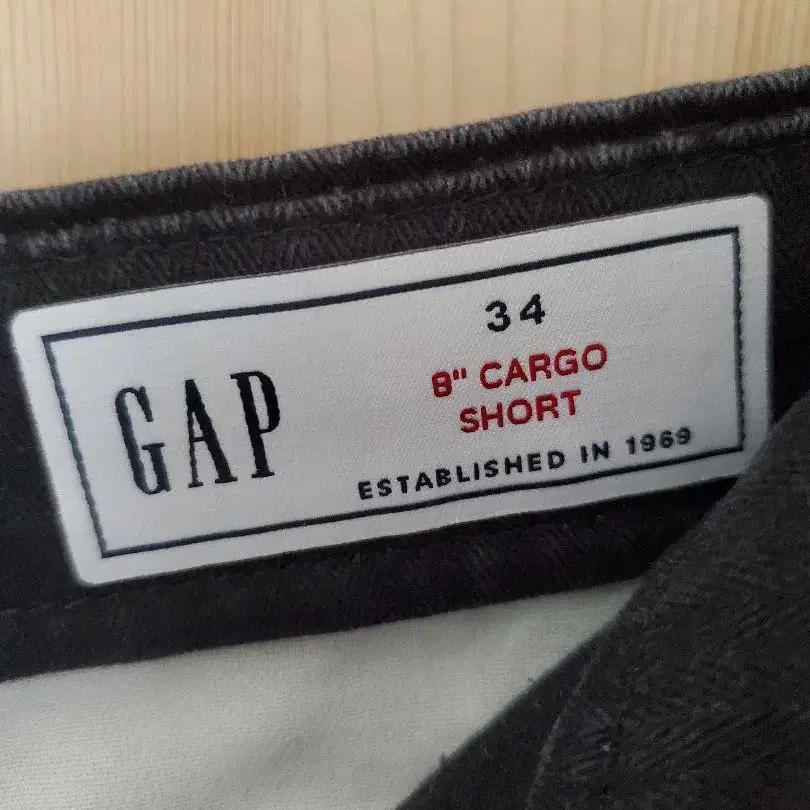 GAP
34
8" CARGO
SHORT
ESTABLISHED IN 1969